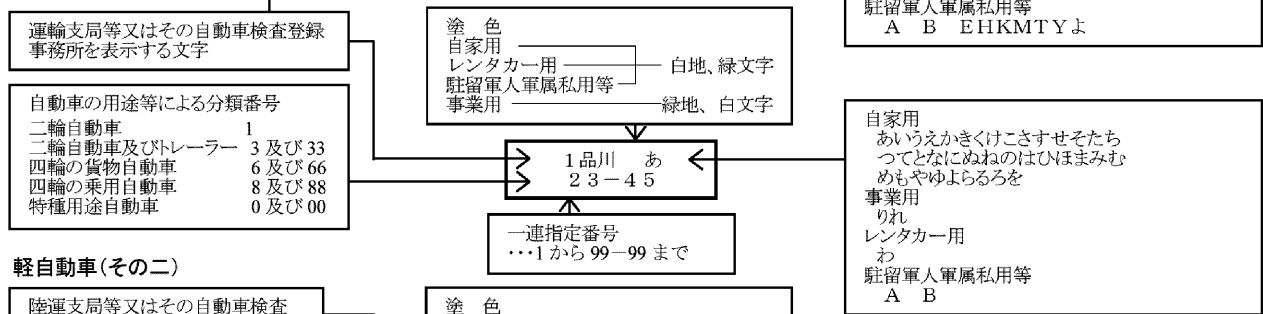 駐留軍人軍属私用等
A B EHKMTYよ
運輸支局等又はその自動車検査登録
事務所を表示する文字
塗 色
自家用
レンタカー用
駐留軍人軍属私用等
白地、緑文字
事業用
緑地、白文字
自動車の用途等による分類番号
二輪自動車 1
二輪自動車及びトレーラー 3 及び 33
四輪の貨物自動車 6 及び 66
四輪の乗用自動車 8 及び 88
特種用途自動車 0 及び 00
1品川 あ
23-45
一連指定番号
・・・1 から 99-99 まで
自家用
あいうえかきくけこさすせそたち
つてとなにぬねのはひほまみむ
めもやゆよらるろを
事業用
りれ
レンタカー用
わ
駐留軍人軍属私用等
A B
軽自動車(その二)
陸運支局等又はその自動車検査
塗 色